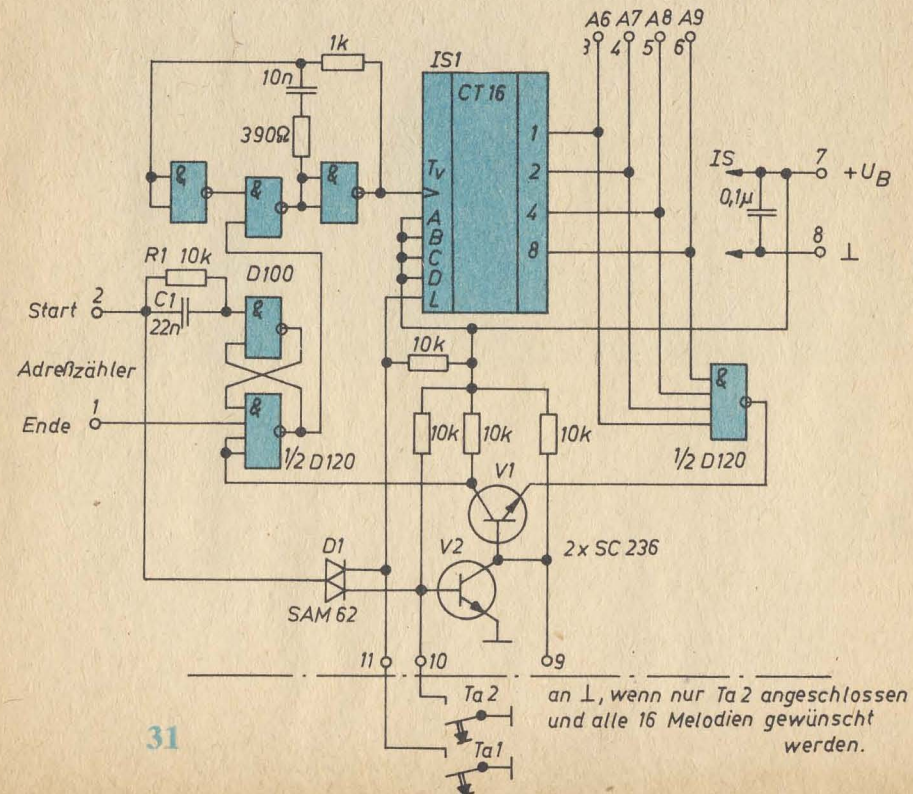 A6 A7 A8 A9
3 4 5 6
1k
10n
390Ω
IS1
CT 16
Tv
A
B
C
D
L
1
2
4
8
&
&
&
IS
0,1µ
7
+UB
8
⊥
R1 10k
D100
Start 2
C1
22n
&
Adreßzähler
Ende 1
&
1/2 D120
10k
10k
10k
10k
&
1/2 D120
V1
V2
2x SC 236
D1
SAM 62
11
10
9
Ta 2
Ta1
an ⊥, wenn nur Ta 2 angeschlossen
und alle 16 Melodien gewünscht
werden.
31